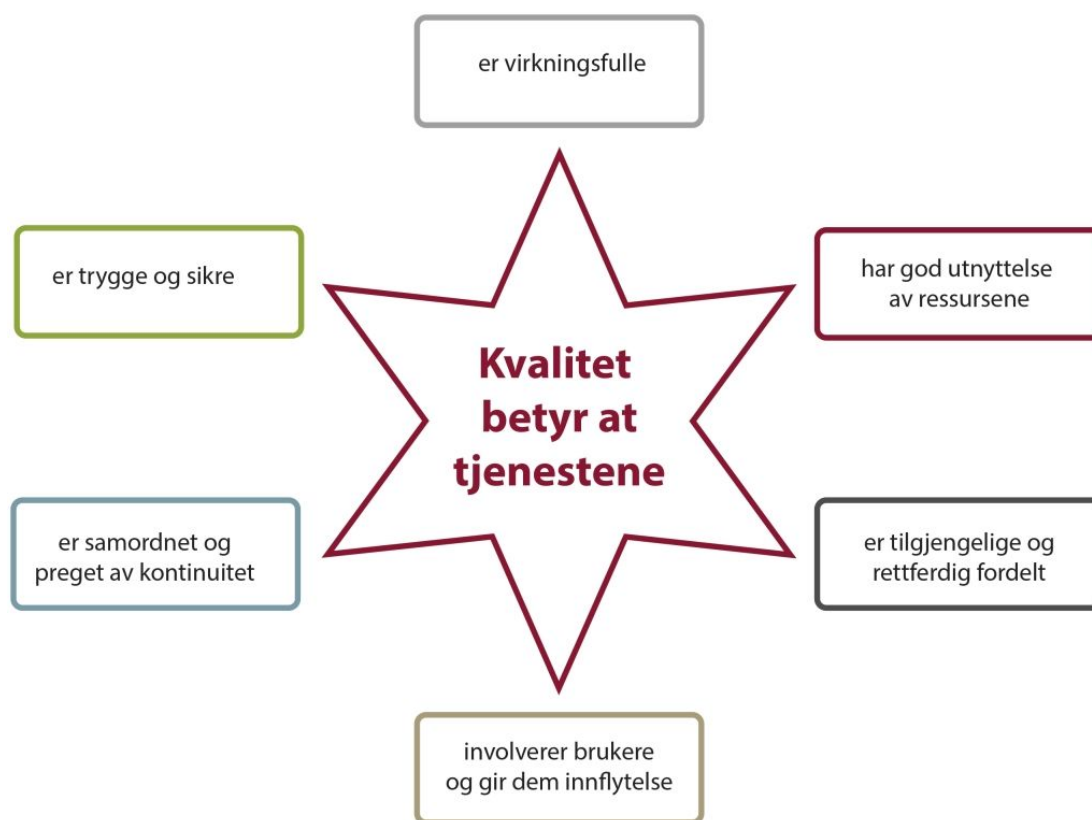 er virkningsfulle
er trygge og sikre
har god utnyttelse
av ressursene
Kvalitet
betyr at
tjenestene
er samordnet og
preget av kontinuitet
er tilgjengelige og
rettferdig fordelt
involverer brukere
og gir dem innflytelse